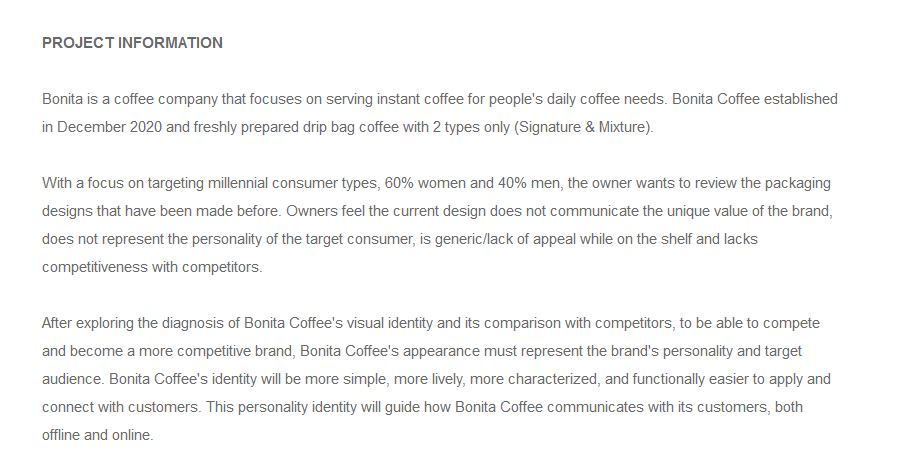 PROJECT INFORMATION
Bonita is a coffee company that focuses on serving instant coffee for people's daily coffee needs. Bonita Coffee established
in December 2020 and freshly prepared drip bag coffee with 2 types only (Signature & Mixture).
With a focus on targeting millennial consumer types, 60% women and 40% men, the owner wants to review the packaging
designs that have been made before. Owners feel the current design does not communicate the unique value of the brand,
does not represent the personality of the target consumer, is generic/lack of appeal while on the shelf and lacks
competitiveness with competitors.
After exploring the diagnosis of Bonita Coffee's visual identity and its comparison with competitors, to be able to compete
and become a more competitive brand, Bonita Coffee's appearance must represent the brand's personality and target
audience. Bonita Coffee's identity will be more simple, more lively, more characterized, and functionally easier to apply and
connect with customers. This personality identity will guide how Bonita Coffee communicates with its customers, both
offline and online.